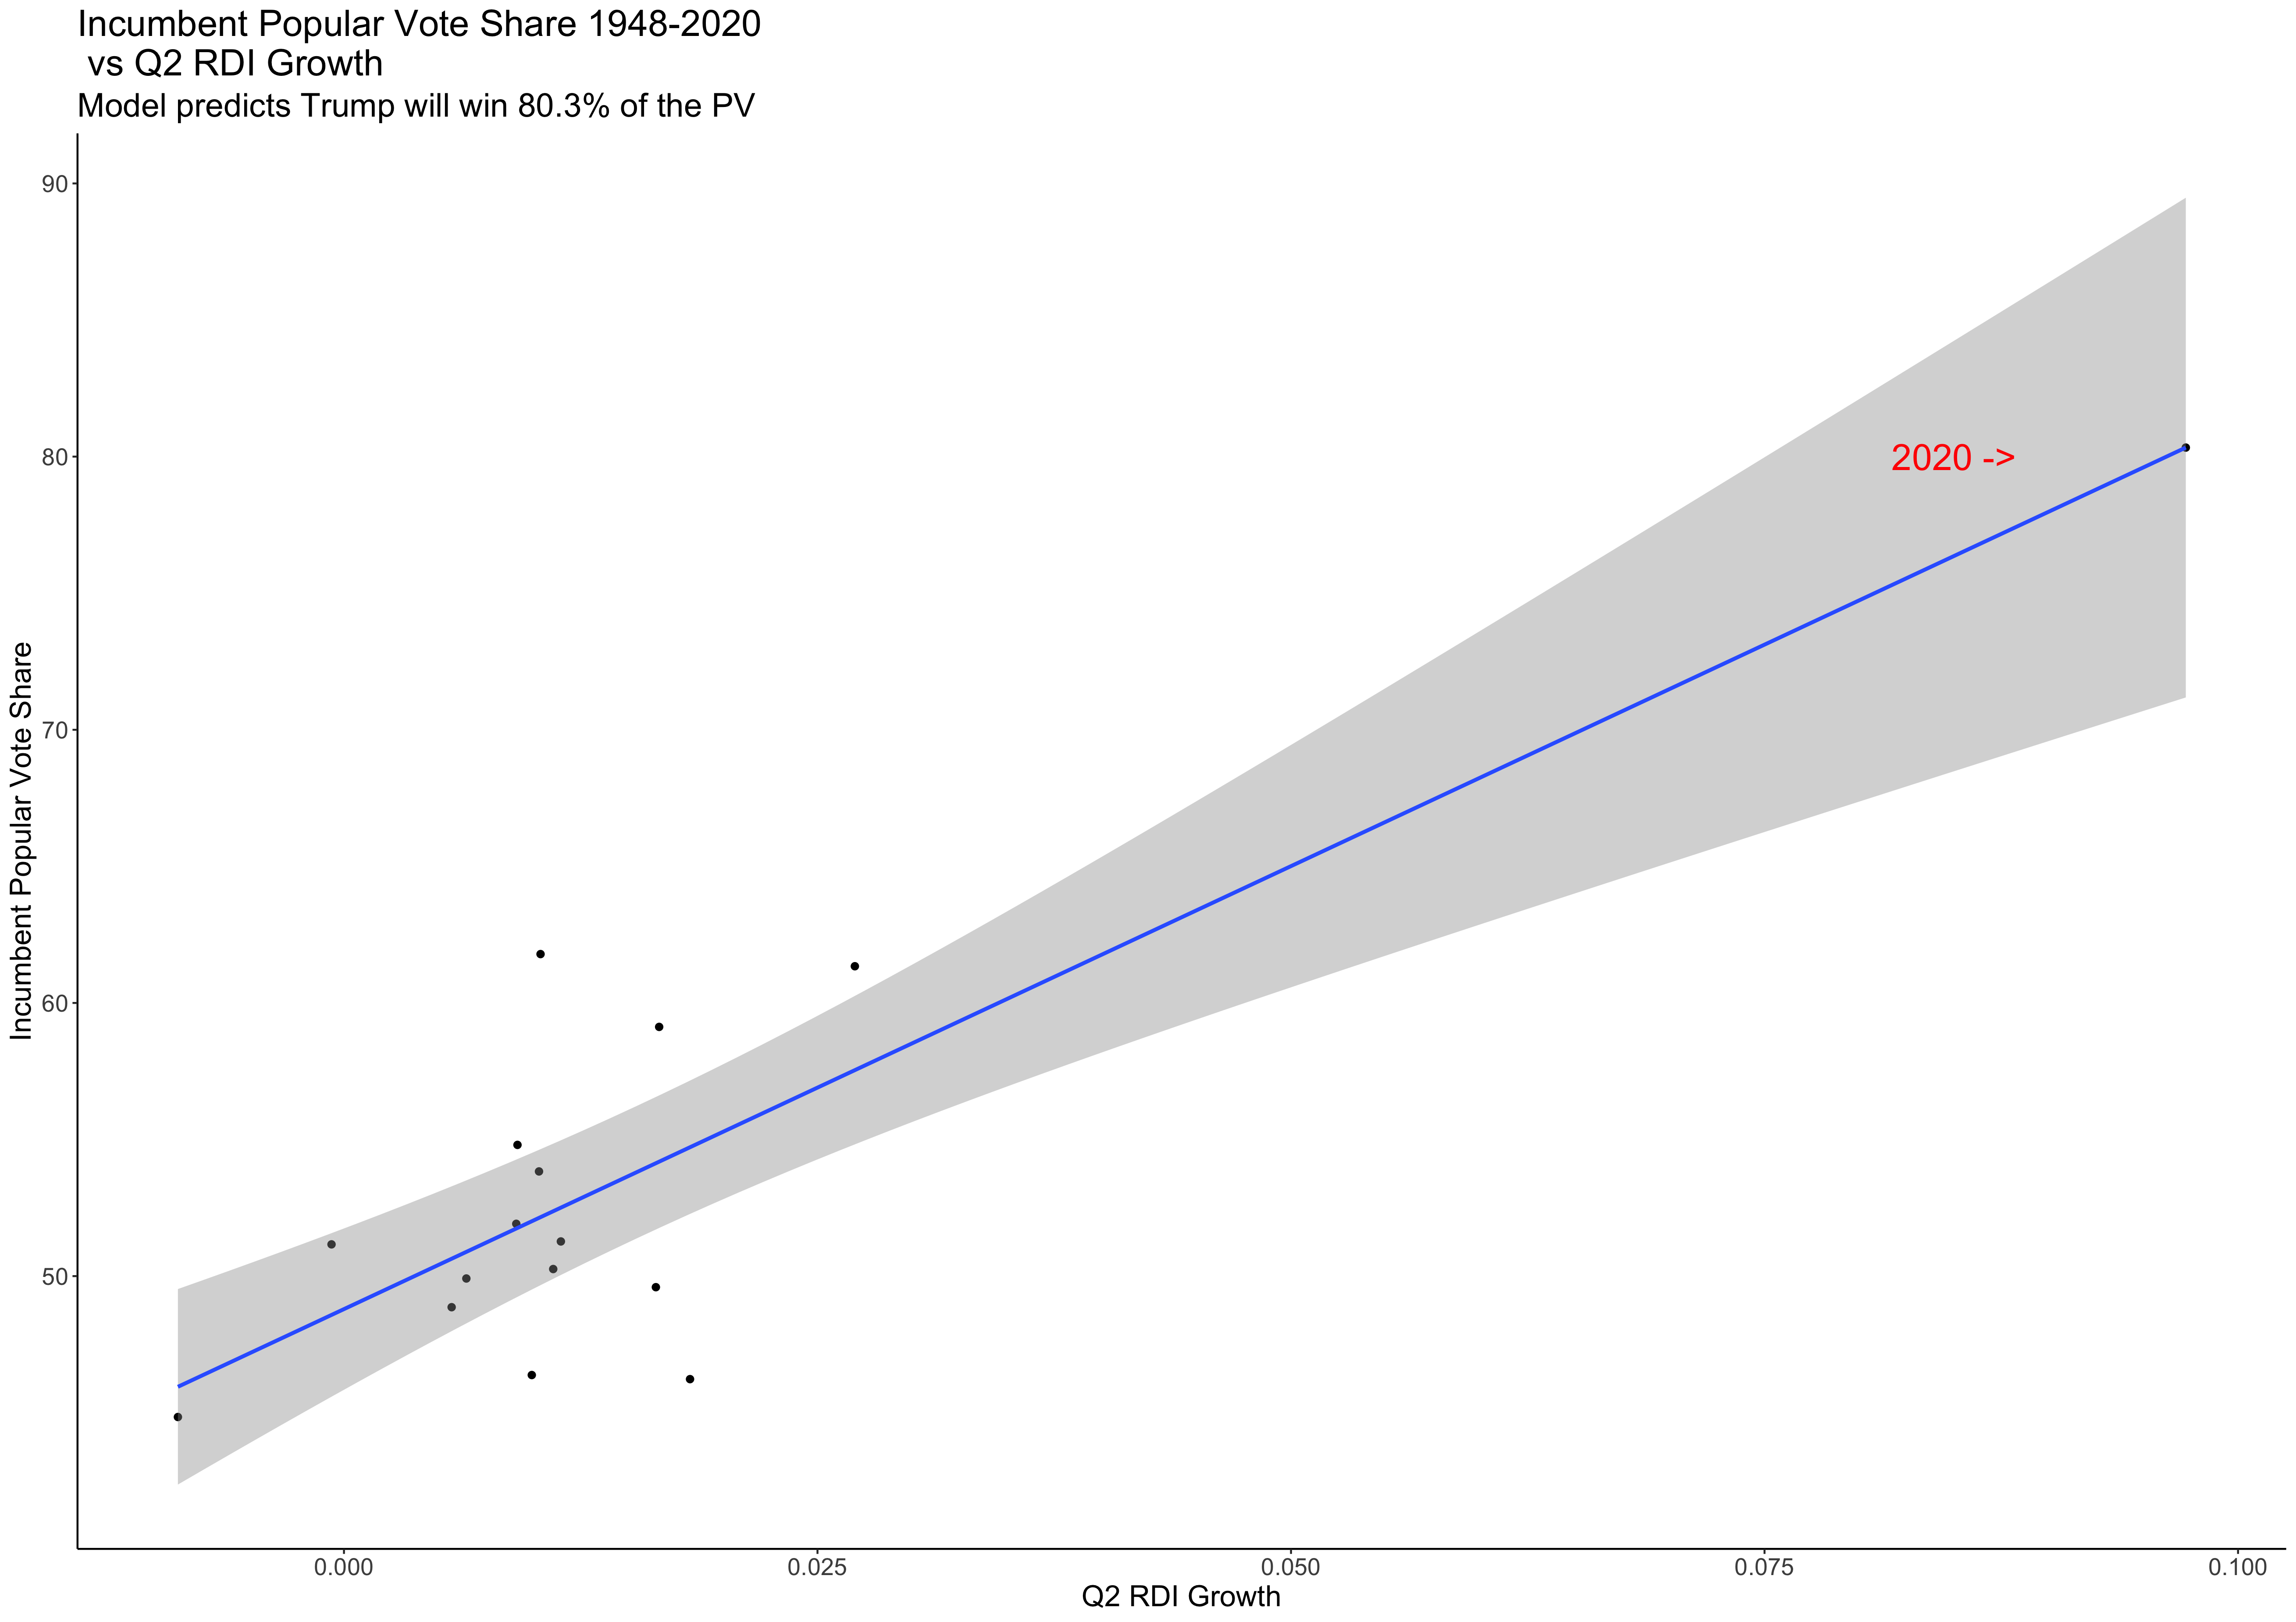 Incumbent Popular Vote Share 1948-2020
vs Q2 RDI Growth
Model predicts Trump will win 80.3% of the PV
Incumbent Popular Vote Share
90
80
70
60
50
2020 ->
0.000
0.025
0.050
0.075
0.100
Q2 RDI Growth